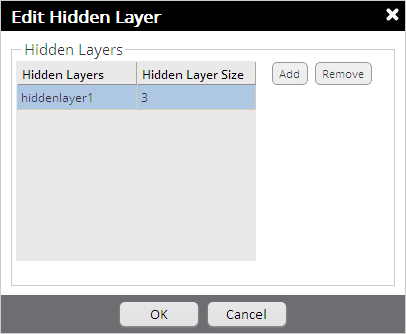 Edit Hidden Layer
Hidden Layers
Hidden Layers Hidden Layer Size Add Remove
hiddenlayer1 3
OK Cancel